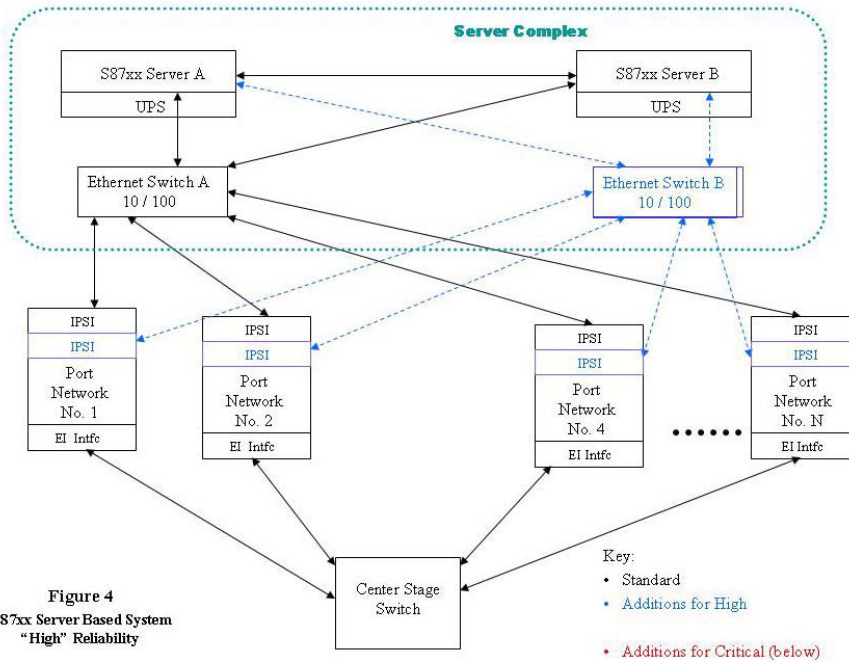 Server Complex
S87xx Server A
UPS
S87xx Server B
UPS
Ethernet Switch A
10 / 100
Ethernet Switch B
10 / 100
IPSI
IPSI
Port
Network
No. 1
EI Intfc
IPSI
IPSI
Port
Network
No. 2
EI Intfc
IPSI
IPSI
Port
Network
No. 4
EI Intfc
IPSI
IPSI
Port
Network
No. N
EI Intfc
Center Stage
Switch
Figure 4
87xx Server Based System
“High” Reliability
Key:
• Standard
• Additions for High
• Additions for Critical (below)